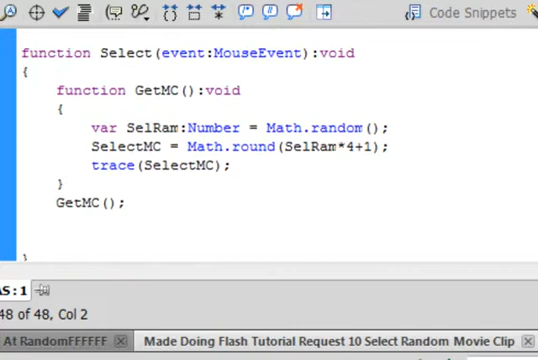 Code Snippets
function Select(event:MouseEvent):void
{
function GetMC():void
{
var SelRam:Number = Math.random();
SelectMC = Math.round(SelRam*4+1);
trace(SelectMC);
}
GetMC();
}
AS:1
48 of 48, Col 2
At RandomFFFFFF Made Doing Flash Tutorial Request 10 Select Random Movie Clip